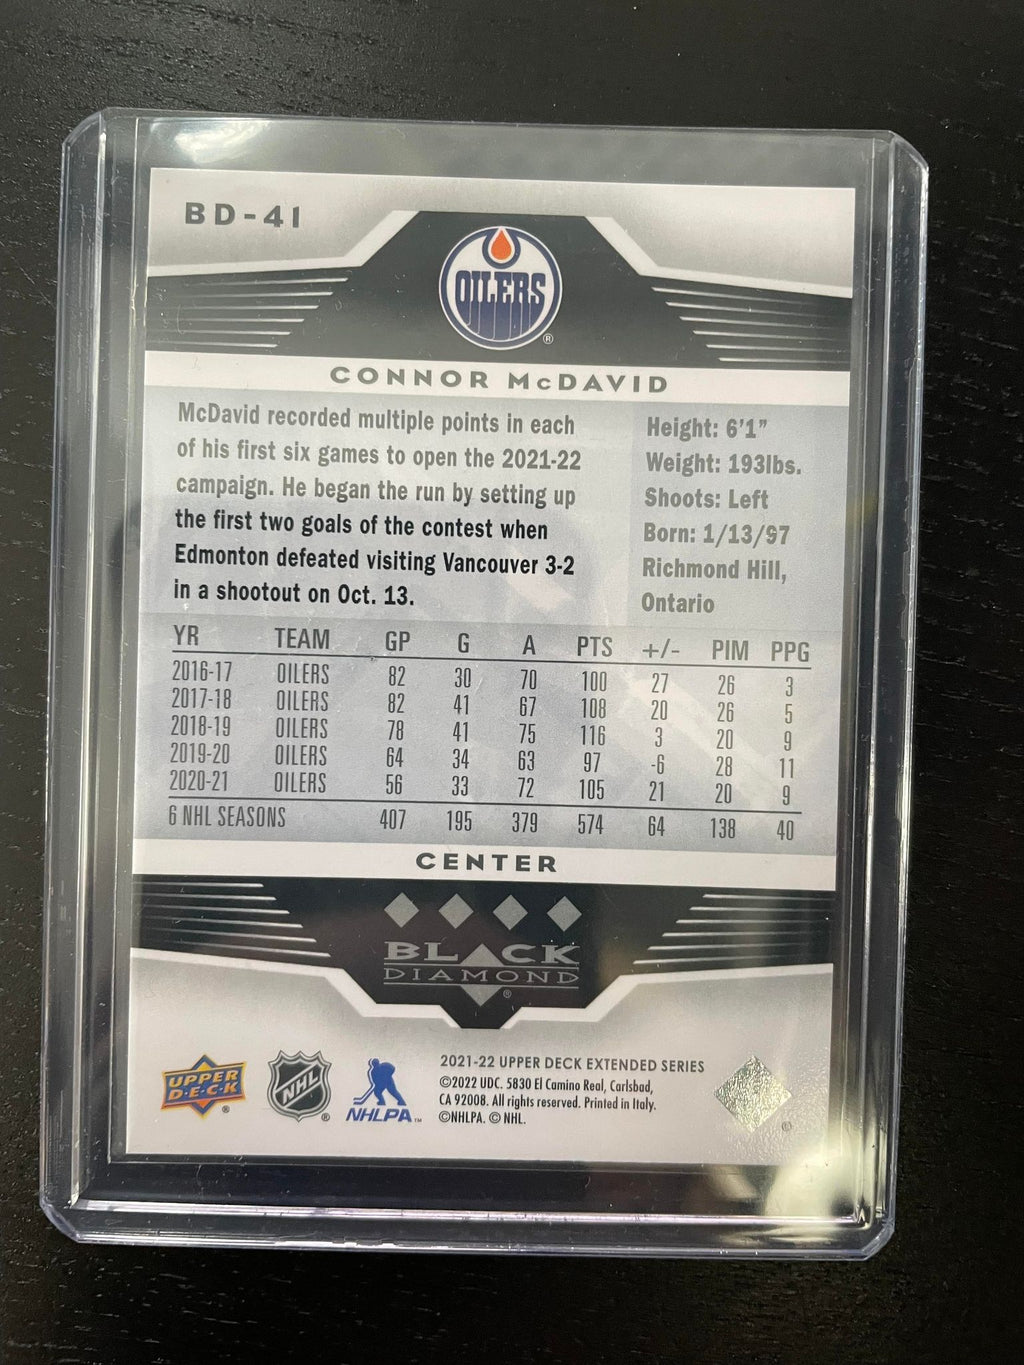 BD-41
OILERS
®
CONNOR McDAVID
McDavid recorded multiple points in each
of his first six games to open the 2021-22
campaign. He began the run by setting up
the first two goals of the contest when
Edmonton defeated visiting Vancouver 3-2
in a shootout on Oct. 13.
Height: 6'1"
Weight: 193lbs.
Shoots: Left
Born: 1/13/97
Richmond Hill,
Ontario
YR TEAM GP G A PTS +/- PIM PPG
2016-17 OILERS 82 30 70 100 27 26 3
2017-18 OILERS 82 41 67 108 20 26 5
2018-19 OILERS 78 41 75 116 3 20 9
2019-20 OILERS 64 34 63 97 -6 28 11
2020-21 OILERS 56 33 72 105 21 20 9
6 NHL SEASONS 407 195 379 574 64 138 40
CENTER
BLACK
DIAMOND
®
UPPER
D·E·C·K
®
NHL
®
NHLPA™
2021-22 UPPER DECK EXTENDED SERIES
©2022 UDC. 5830 El Camino Real, Carlsbad,
CA 92008. All rights reserved. Printed in Italy.
©NHLPA. © NHL.
©